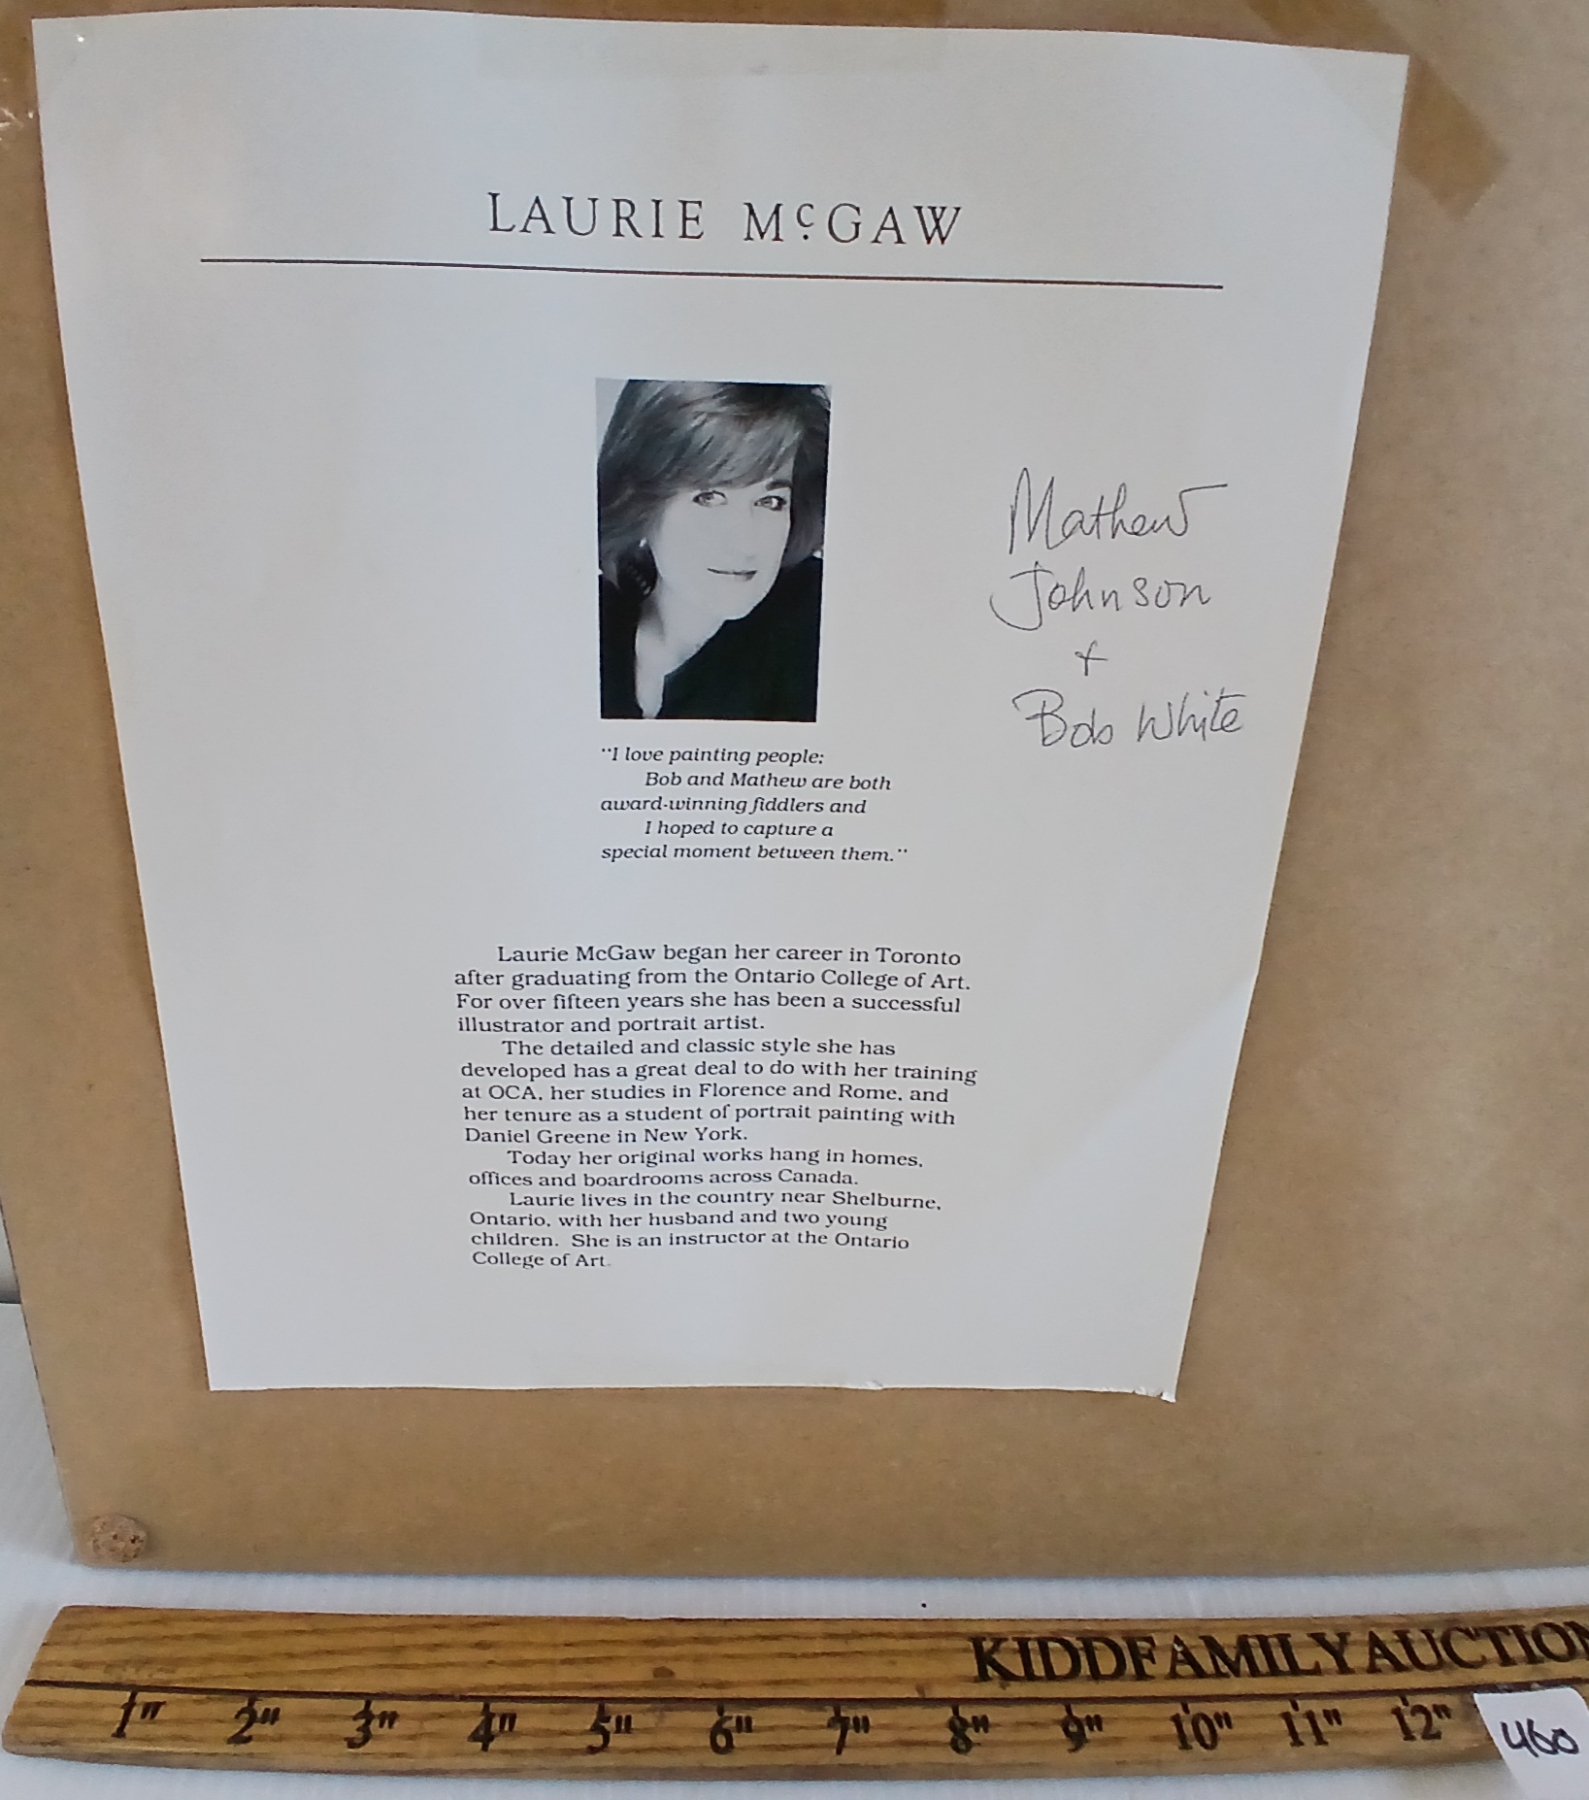 LAURIE McGAW
Mathew
Johnson
+
Bob White
"I love painting people;
Bob and Mathew are both
award-winning fiddlers and
I hoped to capture a
special moment between them."
Laurie McGaw began her career in Toronto
after graduating from the Ontario College of Art.
For over fifteen years she has been a successful
illustrator and portrait artist.
The detailed and classic style she has
developed has a great deal to do with her training
at OCA, her studies in Florence and Rome, and
her tenure as a student of portrait painting with
Daniel Greene in New York.
Today her original works hang in homes,
offices and boardrooms across Canada.
Laurie lives in the country near Shelburne,
Ontario, with her husband and two young
children. She is an instructor at the Ontario
College of Art.
KIDDFAMILYAUCTION
1" 2" 3" 4" 5" 6" 7" 8" 9" 10" 11" 12"
460